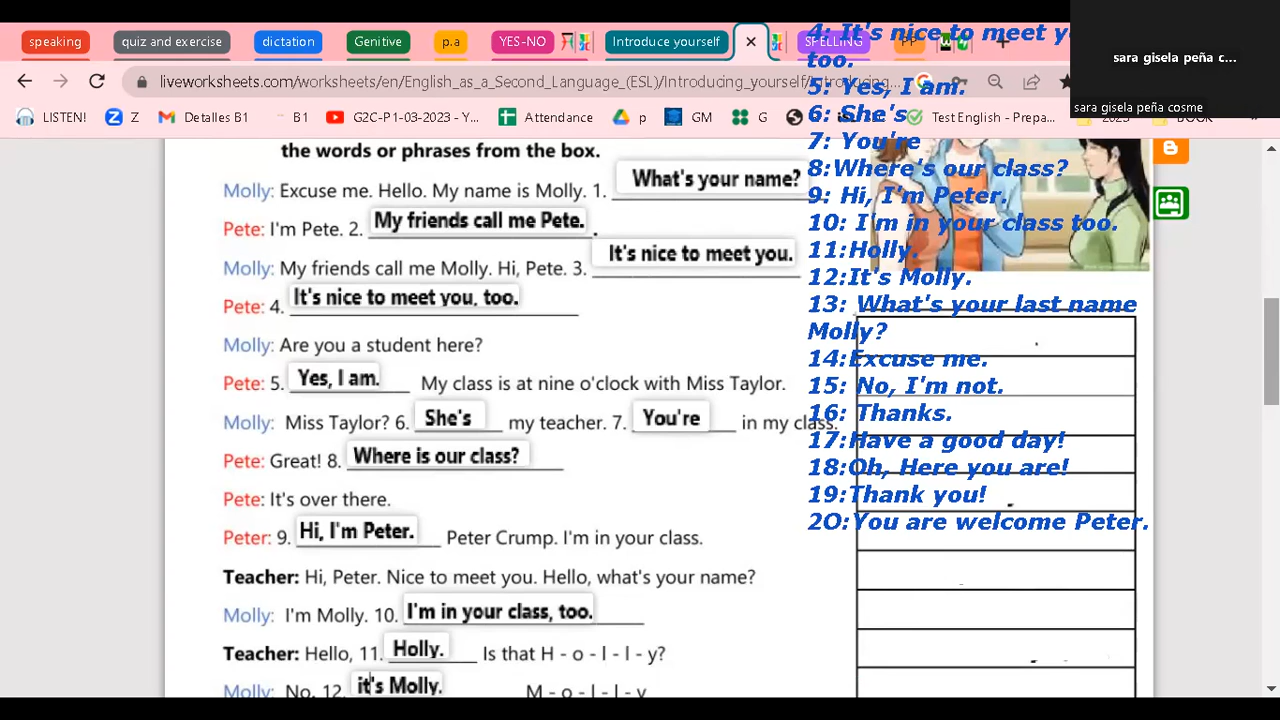 speaking quiz and exercise dictation Genitive p.a YES-NO Introduce yourself SPELLING PP
liveworksheets.com/worksheets/en/English_as_a_Second_Language_(ESL)/Introducing_yourself/Introducing...
sara gisela peña c...
sara gisela peña cosme
LISTEN! Z Detalles B1 B1 G2C-P1-03-2023 - Y... Attendance p GM G Test English - Prepa... 2023 BOOK
the words or phrases from the box.
Molly: Excuse me. Hello. My name is Molly. 1. What's your name?
Pete: I'm Pete. 2. My friends call me Pete.
Molly: My friends call me Molly. Hi, Pete. 3. It's nice to meet you.
Pete: 4. It's nice to meet you, too.
Molly: Are you a student here?
Pete: 5. Yes, I am. My class is at nine o'clock with Miss Taylor.
Molly: Miss Taylor? 6. She's my teacher. 7. You're in my class.
Pete: Great! 8. Where is our class?
Pete: It's over there.
Peter: 9. Hi, I'm Peter. Peter Crump. I'm in your class.
Teacher: Hi, Peter. Nice to meet you. Hello, what's your name?
Molly: I'm Molly. 10. I'm in your class, too.
Teacher: Hello, 11. Holly. Is that H - o - l - l - y?
Molly: No. 12. it's Molly. M - o - l - l - y
4: It's nice to meet
too.
5: Yes, I am.
6: She's
7: You're
8:Where's our class?
9: Hi, I'm Peter.
10: I'm in your class too.
11:Holly.
12:It's Molly.
13: What's your last name
Molly?
14:Excuse me.
15: No, I'm not.
16: Thanks.
17:Have a good day!
18:Oh, Here you are!
19:Thank you!
2O:You are welcome Peter.